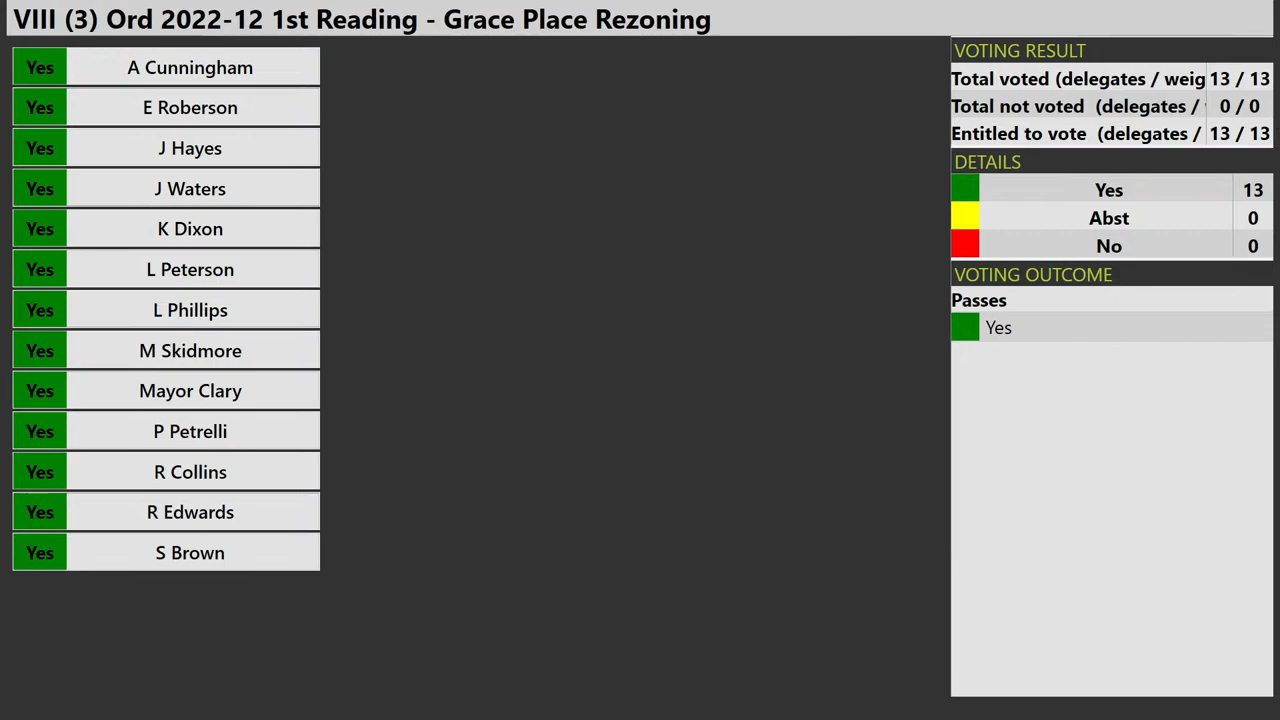 VIII (3) Ord 2022-12 1st Reading - Grace Place Rezoning
Yes A Cunningham
Yes E Roberson
Yes J Hayes
Yes J Waters
Yes K Dixon
Yes L Peterson
Yes L Phillips
Yes M Skidmore
Yes Mayor Clary
Yes P Petrelli
Yes R Collins
Yes R Edwards
Yes S Brown
VOTING RESULT
Total voted (delegates / weig 13 / 13
Total not voted (delegates / 0 / 0
Entitled to vote (delegates / 13 / 13
DETAILS
Yes 13
Abst 0
No 0
VOTING OUTCOME
Passes
Yes